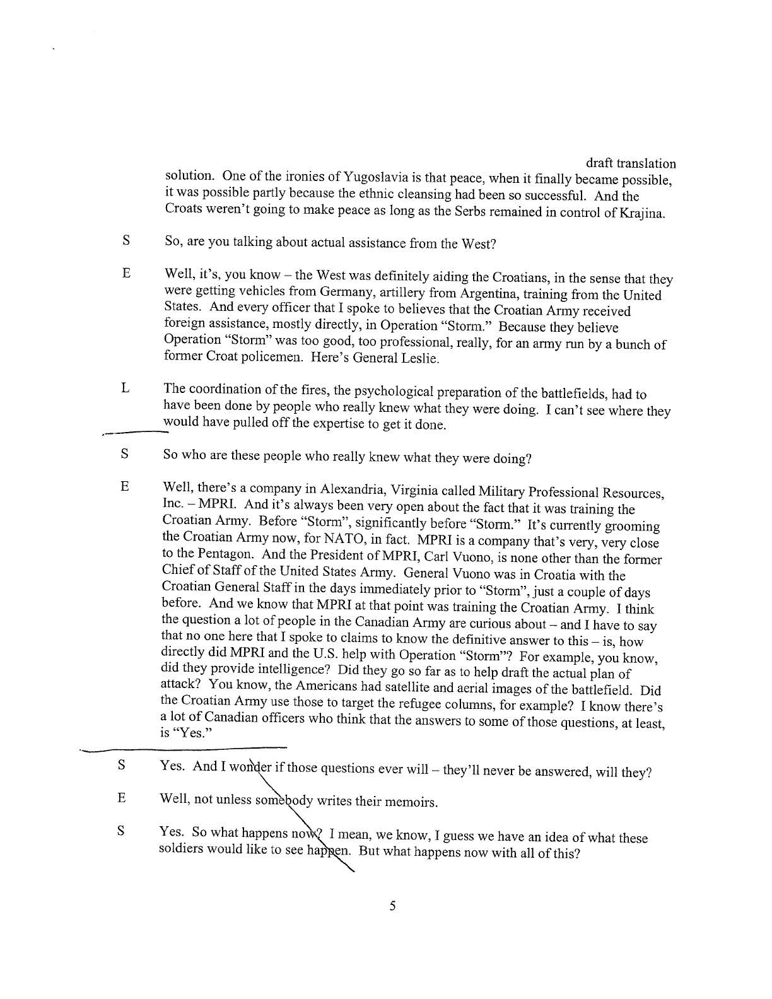 draft translation
solution. One of the ironies of Yugoslavia is that peace, when it finally became possible,
it was possible partly because the ethnic cleansing had been so successful. And the
Croats weren't going to make peace as long as the Serbs remained in control of Krajina.
S So, are you talking about actual assistance from the West?
E Well, it's, you know – the West was definitely aiding the Croatians, in the sense that they
were getting vehicles from Germany, artillery from Argentina, training from the United
States. And every officer that I spoke to believes that the Croatian Army received
foreign assistance, mostly directly, in Operation “Storm.” Because they believe
Operation “Storm” was too good, too professional, really, for an army run by a bunch of
former Croat policemen. Here's General Leslie.
L The coordination of the fires, the psychological preparation of the battlefields, had to
have been done by people who really knew what they were doing. I can't see where they
would have pulled off the expertise to get it done.
S So who are these people who really knew what they were doing?
E Well, there's a company in Alexandria, Virginia called Military Professional Resources,
Inc. – MPRI. And it's always been very open about the fact that it was training the
Croatian Army. Before “Storm”, significantly before “Storm.” It's currently grooming
the Croatian Army now, for NATO, in fact. MPRI is a company that's very, very close
to the Pentagon. And the President of MPRI, Carl Vuono, is none other than the former
Chief of Staff of the United States Army. General Vuono was in Croatia with the
Croatian General Staff in the days immediately prior to “Storm”, just a couple of days
before. And we know that MPRI at that point was training the Croatian Army. I think
the question a lot of people in the Canadian Army are curious about – and I have to say
that no one here that I spoke to claims to know the definitive answer to this – is, how
directly did MPRI and the U.S. help with Operation “Storm”? For example, you know,
did they provide intelligence? Did they go so far as to help draft the actual plan of
attack? You know, the Americans had satellite and aerial images of the battlefield. Did
the Croatian Army use those to target the refugee columns, for example? I know there's
a lot of Canadian officers who think that the answers to some of those questions, at least,
is “Yes.”
S Yes. And I wonder if those questions ever will – they'll never be answered, will they?
E Well, not unless somebody writes their memoirs.
S Yes. So what happens now? I mean, we know, I guess we have an idea of what these
soldiers would like to see happen. But what happens now with all of this?
5